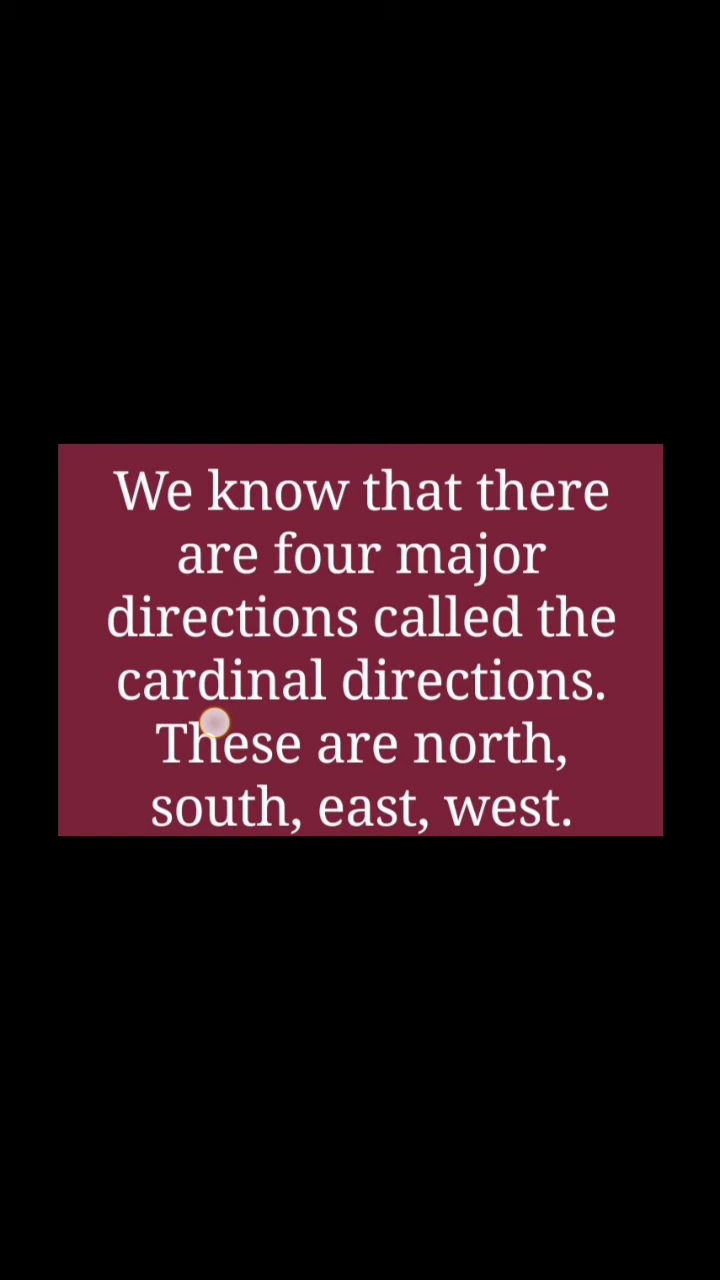 We know that there
are four major
directions called the
cardinal directions.
These are north,
south, east, west.